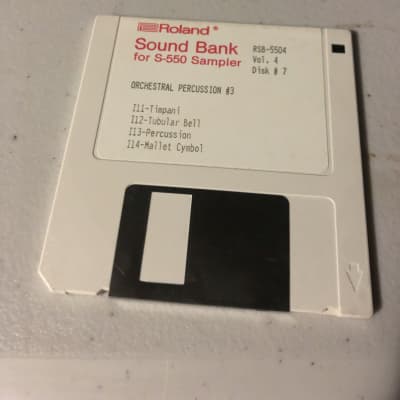 Roland®
Sound Bank
for S-550 Sampler
RSB-5504
Vol. 4
Disk # 7
ORCHESTRAL PERCUSSION #3
I11-Timpani
I12-Tubular Bell
I13-Percussion
I14-Mallet Cymbol